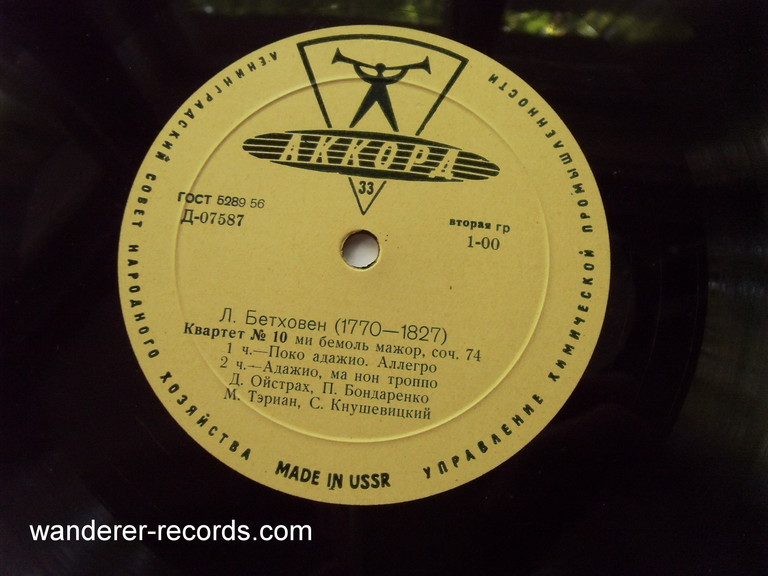 ЛЕНИНГРАДСКИЙ СОВЕТ НАРОДНОГО ХОЗЯЙСТВА
УПРАВЛЕНИЕ ХИМИЧЕСКОЙ ПРОМЫШЛЕННОСТИ
АККОРД
33
ГОСТ 5289 56
Д-07587
вторая гр
1-00
Л. Бетховен (1770—1827)
Квартет № 10 ми бемоль мажор, соч. 74
1 ч.—Поко адажио. Аллегро
2 ч.—Адажио, ма нон троппо
Д. Ойстрах, П. Бондаренко
М. Тэриан, С. Кнушевицкий
MADE IN USSR
wanderer-records.com